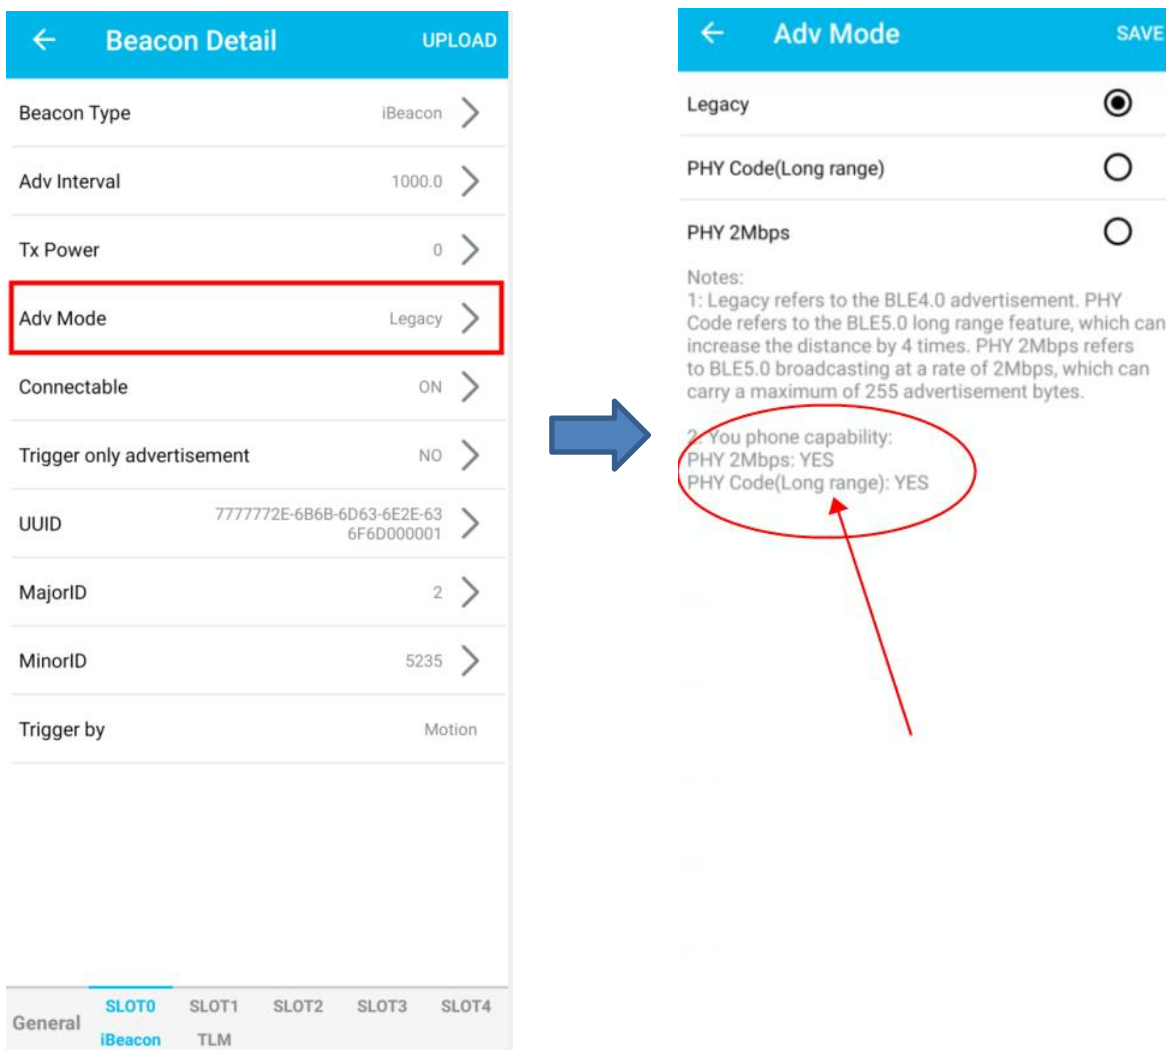 Beacon Detail
UPLOAD
Beacon Type
iBeacon
Adv Interval
1000.0
Tx Power
0
Adv Mode
Legacy
Connectable
ON
Trigger only advertisement
NO
UUID
7777772E-6B6B-6D63-6E2E-63
6F6D000001
MajorID
2
MinorID
5235
Trigger by
Motion
General
SLOT0
iBeacon
SLOT1
TLM
SLOT2
SLOT3
SLOT4
Adv Mode
SAVE
Legacy
PHY Code(Long range)
PHY 2Mbps
Notes:
1: Legacy refers to the BLE4.0 advertisement. PHY
Code refers to the BLE5.0 long range feature, which can
increase the distance by 4 times. PHY 2Mbps refers
to BLE5.0 broadcasting at a rate of 2Mbps, which can
carry a maximum of 255 advertisement bytes.
2. You phone capability:
PHY 2Mbps: YES
PHY Code(Long range): YES